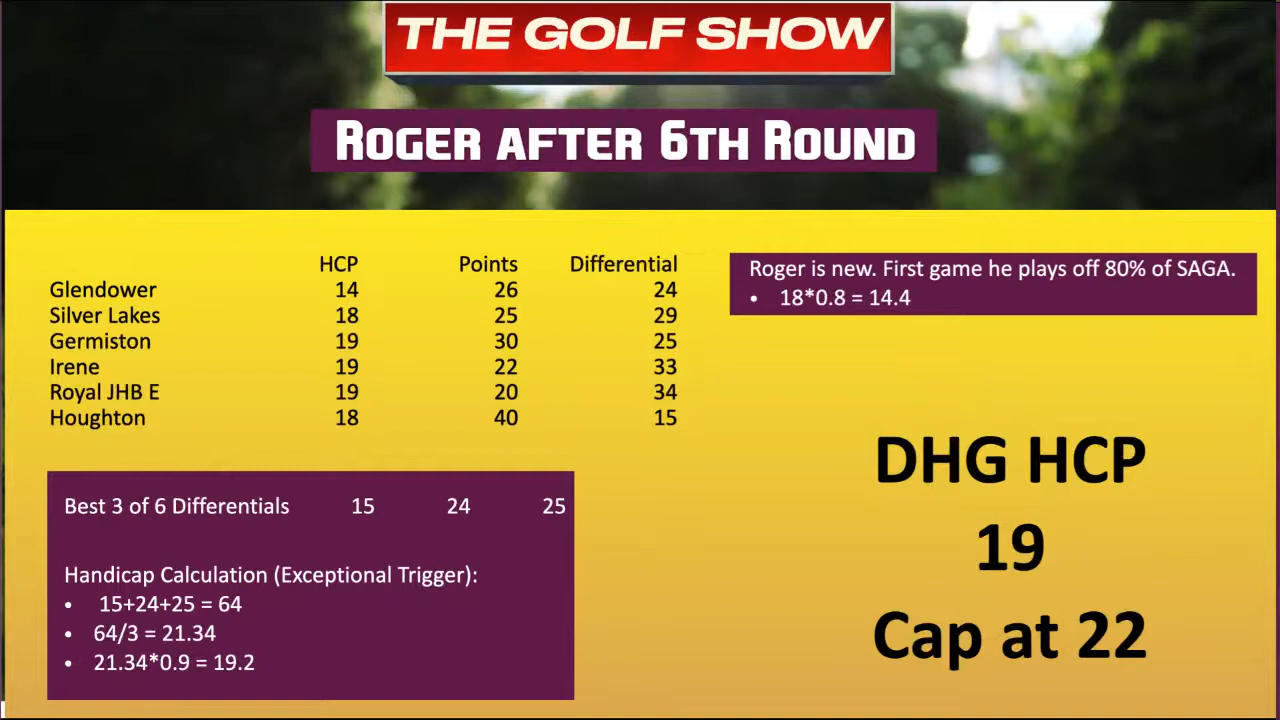 THE GOLF SHOW
ROGER AFTER 6TH ROUND
HCP Points Differential
Glendower 14 26 24
Silver Lakes 18 25 29
Germiston 19 30 25
Irene 19 22 33
Royal JHB E 19 20 34
Houghton 18 40 15
Roger is new. First game he plays off 80% of SAGA.
• 18*0.8 = 14.4
Best 3 of 6 Differentials 15 24 25
Handicap Calculation (Exceptional Trigger):
• 15+24+25 = 64
• 64/3 = 21.34
• 21.34*0.9 = 19.2
DHG HCP
19
Cap at 22